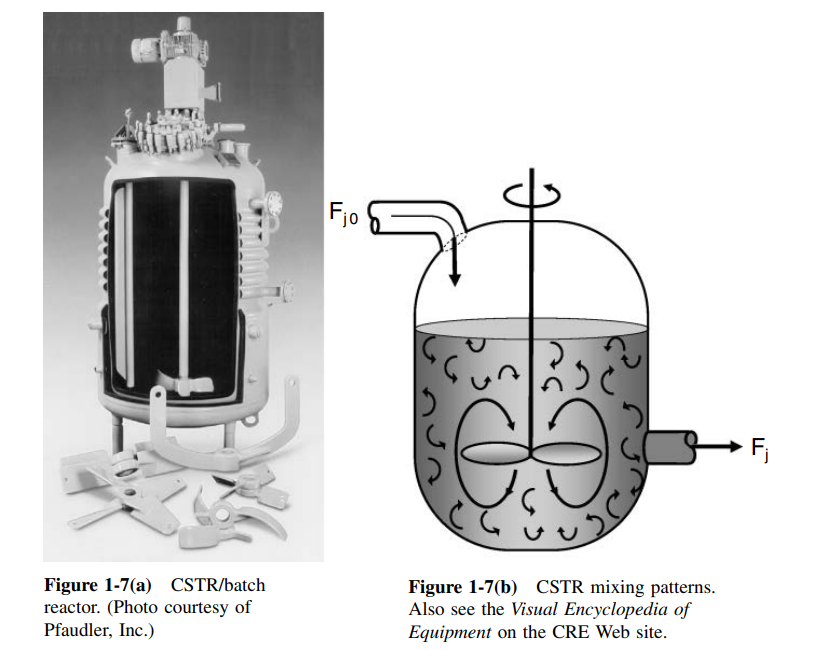 F_j0
F_j
Figure 1-7(a) CSTR/batch
reactor. (Photo courtesy of
Pfaudler, Inc.)
Figure 1-7(b) CSTR mixing patterns.
Also see the Visual Encyclopedia of
Equipment on the CRE Web site.